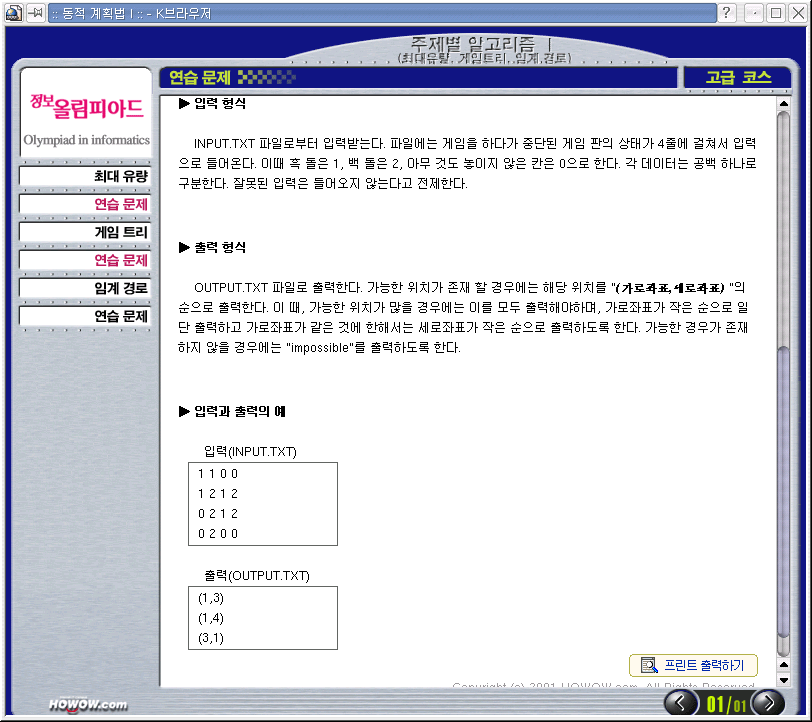 :: 동적 계획법 I :: - K브라우저
주제별 알고리즘 I
(최대유량, 게임트리, 임계.경로)
연습 문제
고급 코스
정보올림피아드
Olympiad in informatics
최대 유량
연습 문제
게임 트리
연습 문제
임계 경로
연습 문제
▶ 입력 형식
INPUT.TXT 파일로부터 입력받는다. 파일에는 게임을 하다가 중단된 게임 판의 상태가 4줄에 걸쳐서 입력
으로 들어온다. 이때 흑 돌은 1, 백 돌은 2, 아무 것도 놓이지 않은 칸은 0으로 한다. 각 데이터는 공백 하나로
구분한다. 잘못된 입력은 들어오지 않는다고 전제한다.
▶ 출력 형식
OUTPUT.TXT 파일로 출력한다. 가능한 위치가 존재 할 경우에는 해당 위치를 "(가로좌표,세로좌표) "의
순으로 출력한다. 이 때, 가능한 위치가 많을 경우에는 이를 모두 출력해야하며, 가로좌표가 작은 순으로 일
단 출력하고 가로좌표가 같은 것에 한해서는 세로좌표가 작은 순으로 출력하도록 한다. 가능한 경우가 존재
하지 않을 경우에는 "impossible"를 출력하도록 한다.
▶ 입력과 출력의 예
입력(INPUT.TXT)
1 1 0 0
1 2 1 2
0 2 1 2
0 2 0 0
출력(OUTPUT.TXT)
(1,3)
(1,4)
(3,1)
프린트 출력하기
Copyright (c) 2001 HOWOW.com. All Rights Reserved.
HOWOW.com
01/01